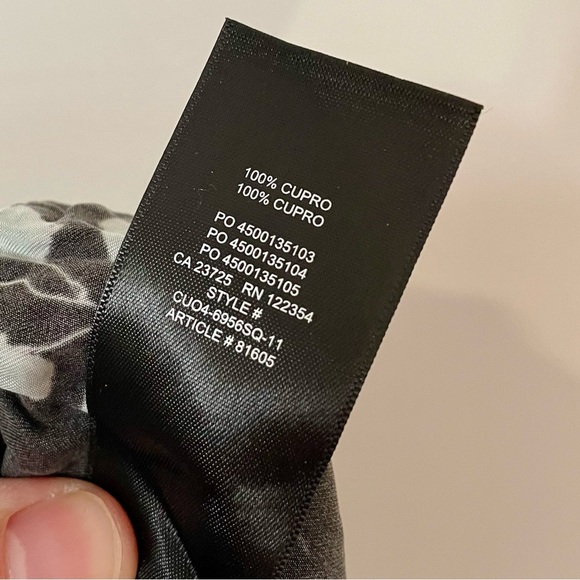 100% CUPRO
100% CUPRO
PO 4500135103
PO 4500135104
PO 4500135105
CA 23725 RN 122354
STYLE #
CUO4-6956SQ-11
ARTICLE # 81605